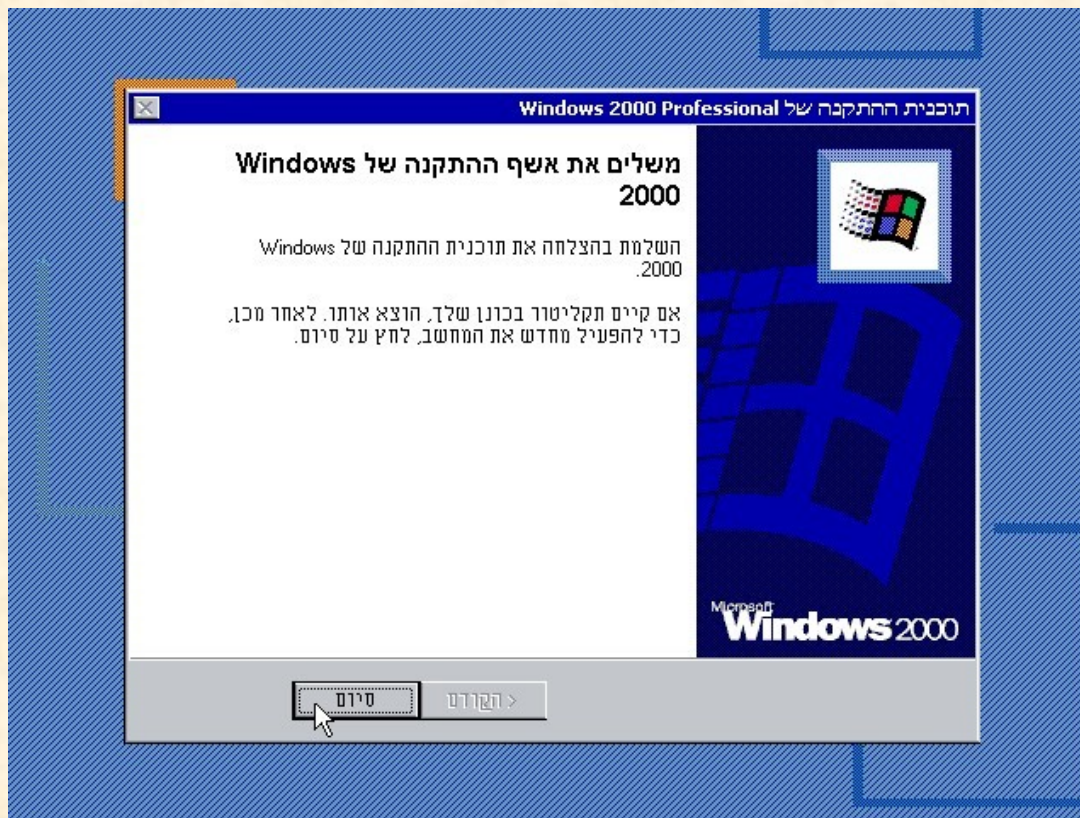 תוכנית ההתקנה של Windows 2000 Professional
משלים את אשף ההתקנה של Windows
2000
השלמת בהצלחה את תוכנית ההתקנה של Windows
2000.
אם קיים תקליטור בכונן שלך, הוצא אותו. לאחר מכן,
כדי להפעיל מחדש את המחשב, לחץ על סיום.
Microsoft
Windows 2000
< הקודם
סיום